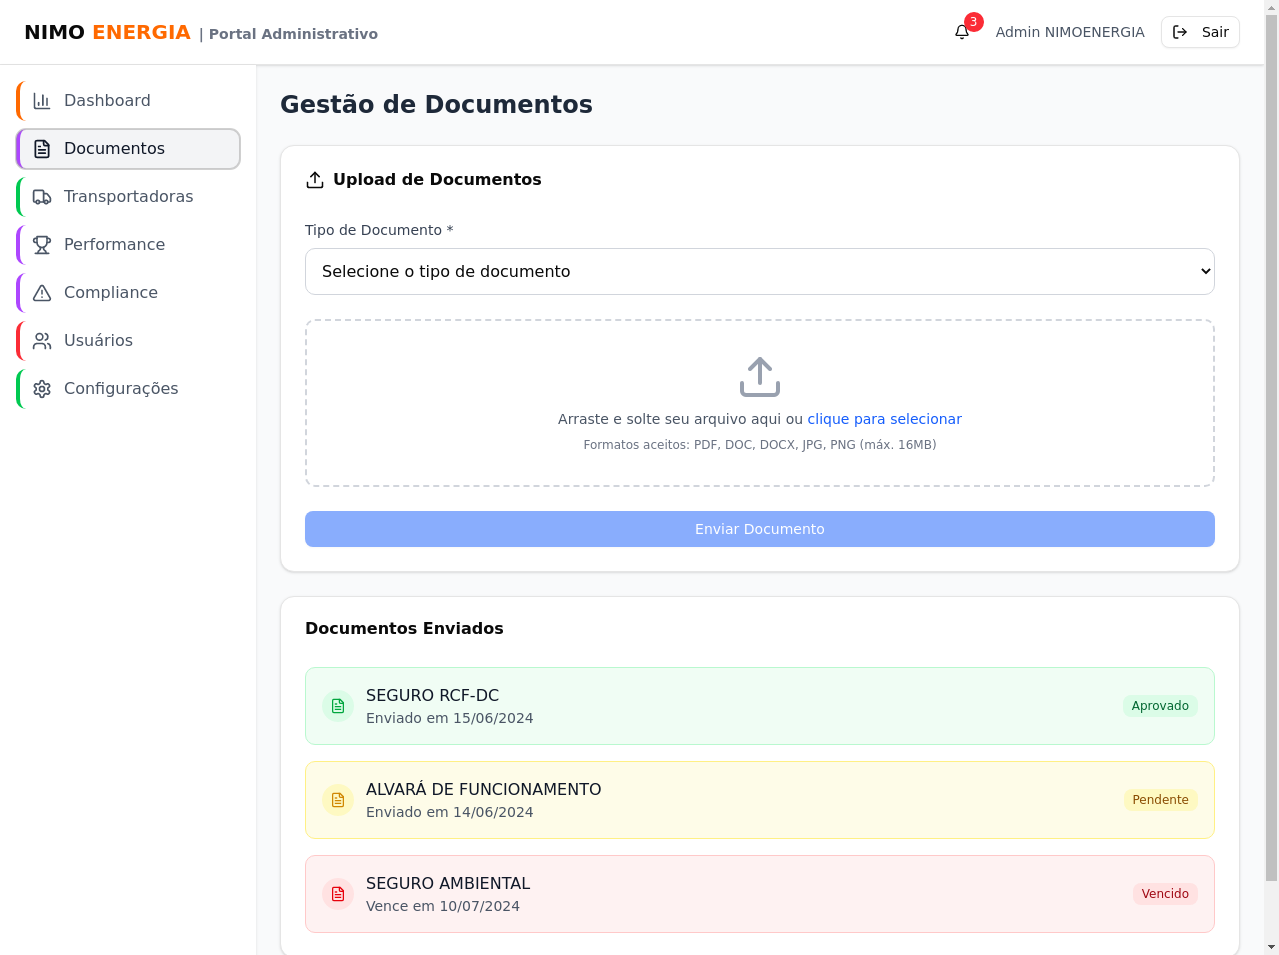 NIMO ENERGIA | Portal Administrativo
3
Admin NIMOENERGIA
Sair
Dashboard
Documentos
Transportadoras
Performance
Compliance
Usuários
Configurações
Gestão de Documentos
Upload de Documentos
Tipo de Documento *
Selecione o tipo de documento
Arraste e solte seu arquivo aqui ou clique para selecionar
Formatos aceitos: PDF, DOC, DOCX, JPG, PNG (máx. 16MB)
Enviar Documento
Documentos Enviados
SEGURO RCF-DC
Enviado em 15/06/2024
Aprovado
ALVARÁ DE FUNCIONAMENTO
Enviado em 14/06/2024
Pendente
SEGURO AMBIENTAL
Vence em 10/07/2024
Vencido